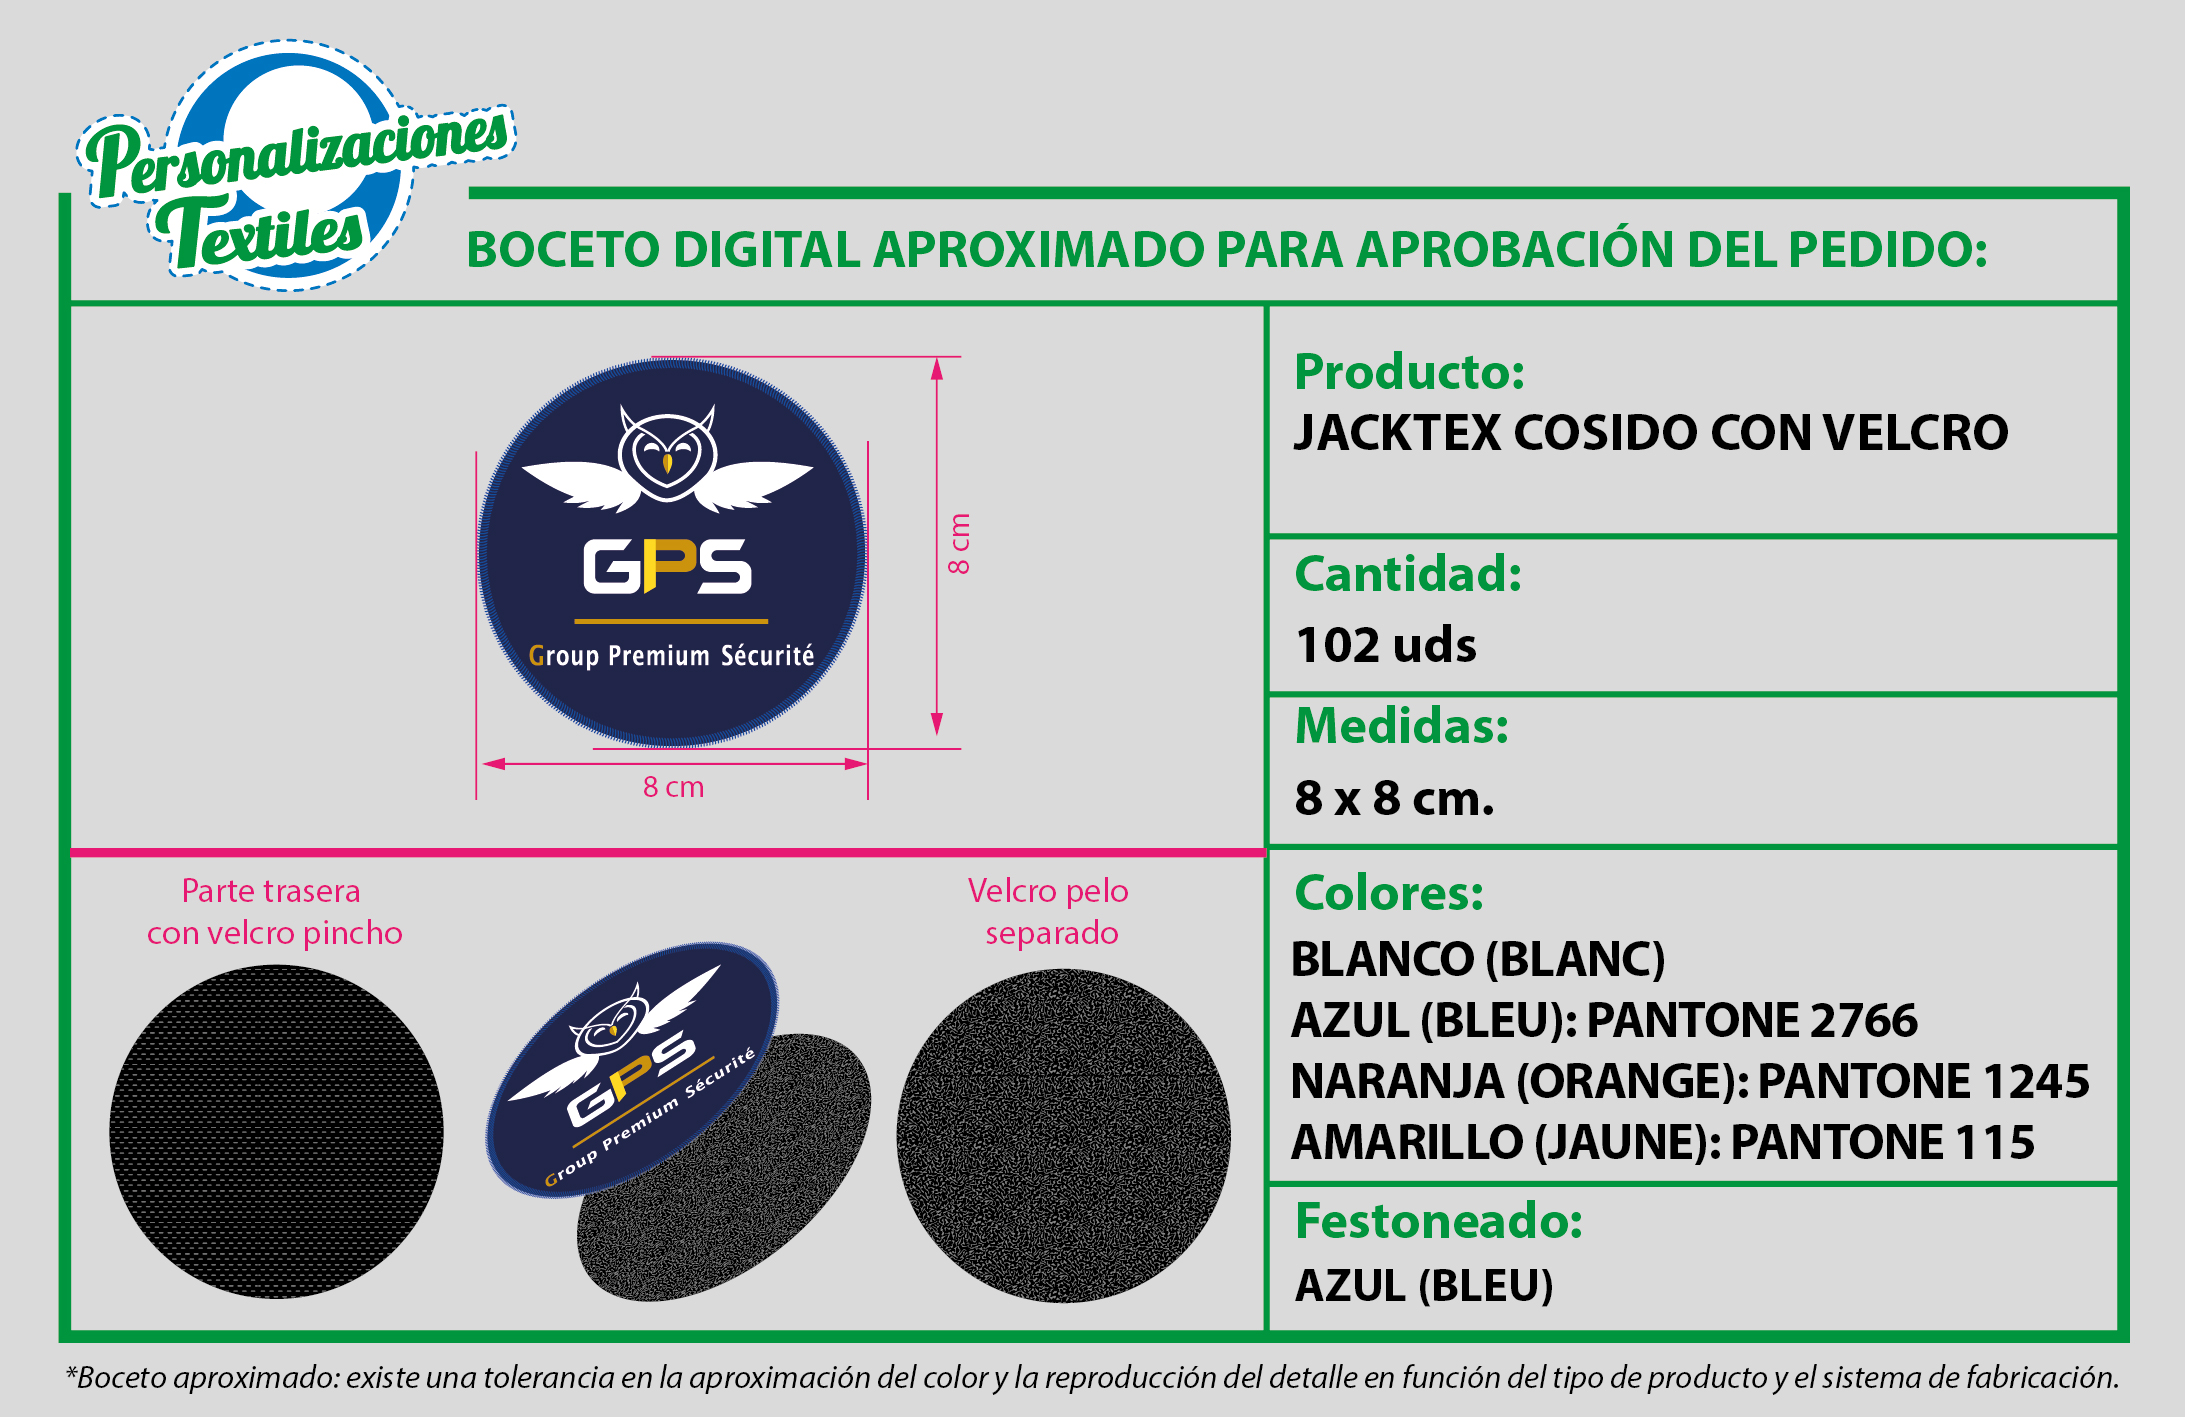 Personalizaciones
Textiles
BOCETO DIGITAL APROXIMADO PARA APROBACIÓN DEL PEDIDO:
GPS
Group Premium Sécurité
8 cm
8 cm
Producto:
JACKTEX COSIDO CON VELCRO
Cantidad:
102 uds
Medidas:
8 x 8 cm.
Parte trasera
con velcro pincho
GPS
Group Premium Sécurité
Velcro pelo
separado
Colores:
BLANCO (BLANC)
AZUL (BLEU): PANTONE 2766
NARANJA (ORANGE): PANTONE 1245
AMARILLO (JAUNE): PANTONE 115
Festoneado:
AZUL (BLEU)
*Boceto aproximado: existe una tolerancia en la aproximación del color y la reproducción del detalle en función del tipo de producto y el sistema de fabricación.